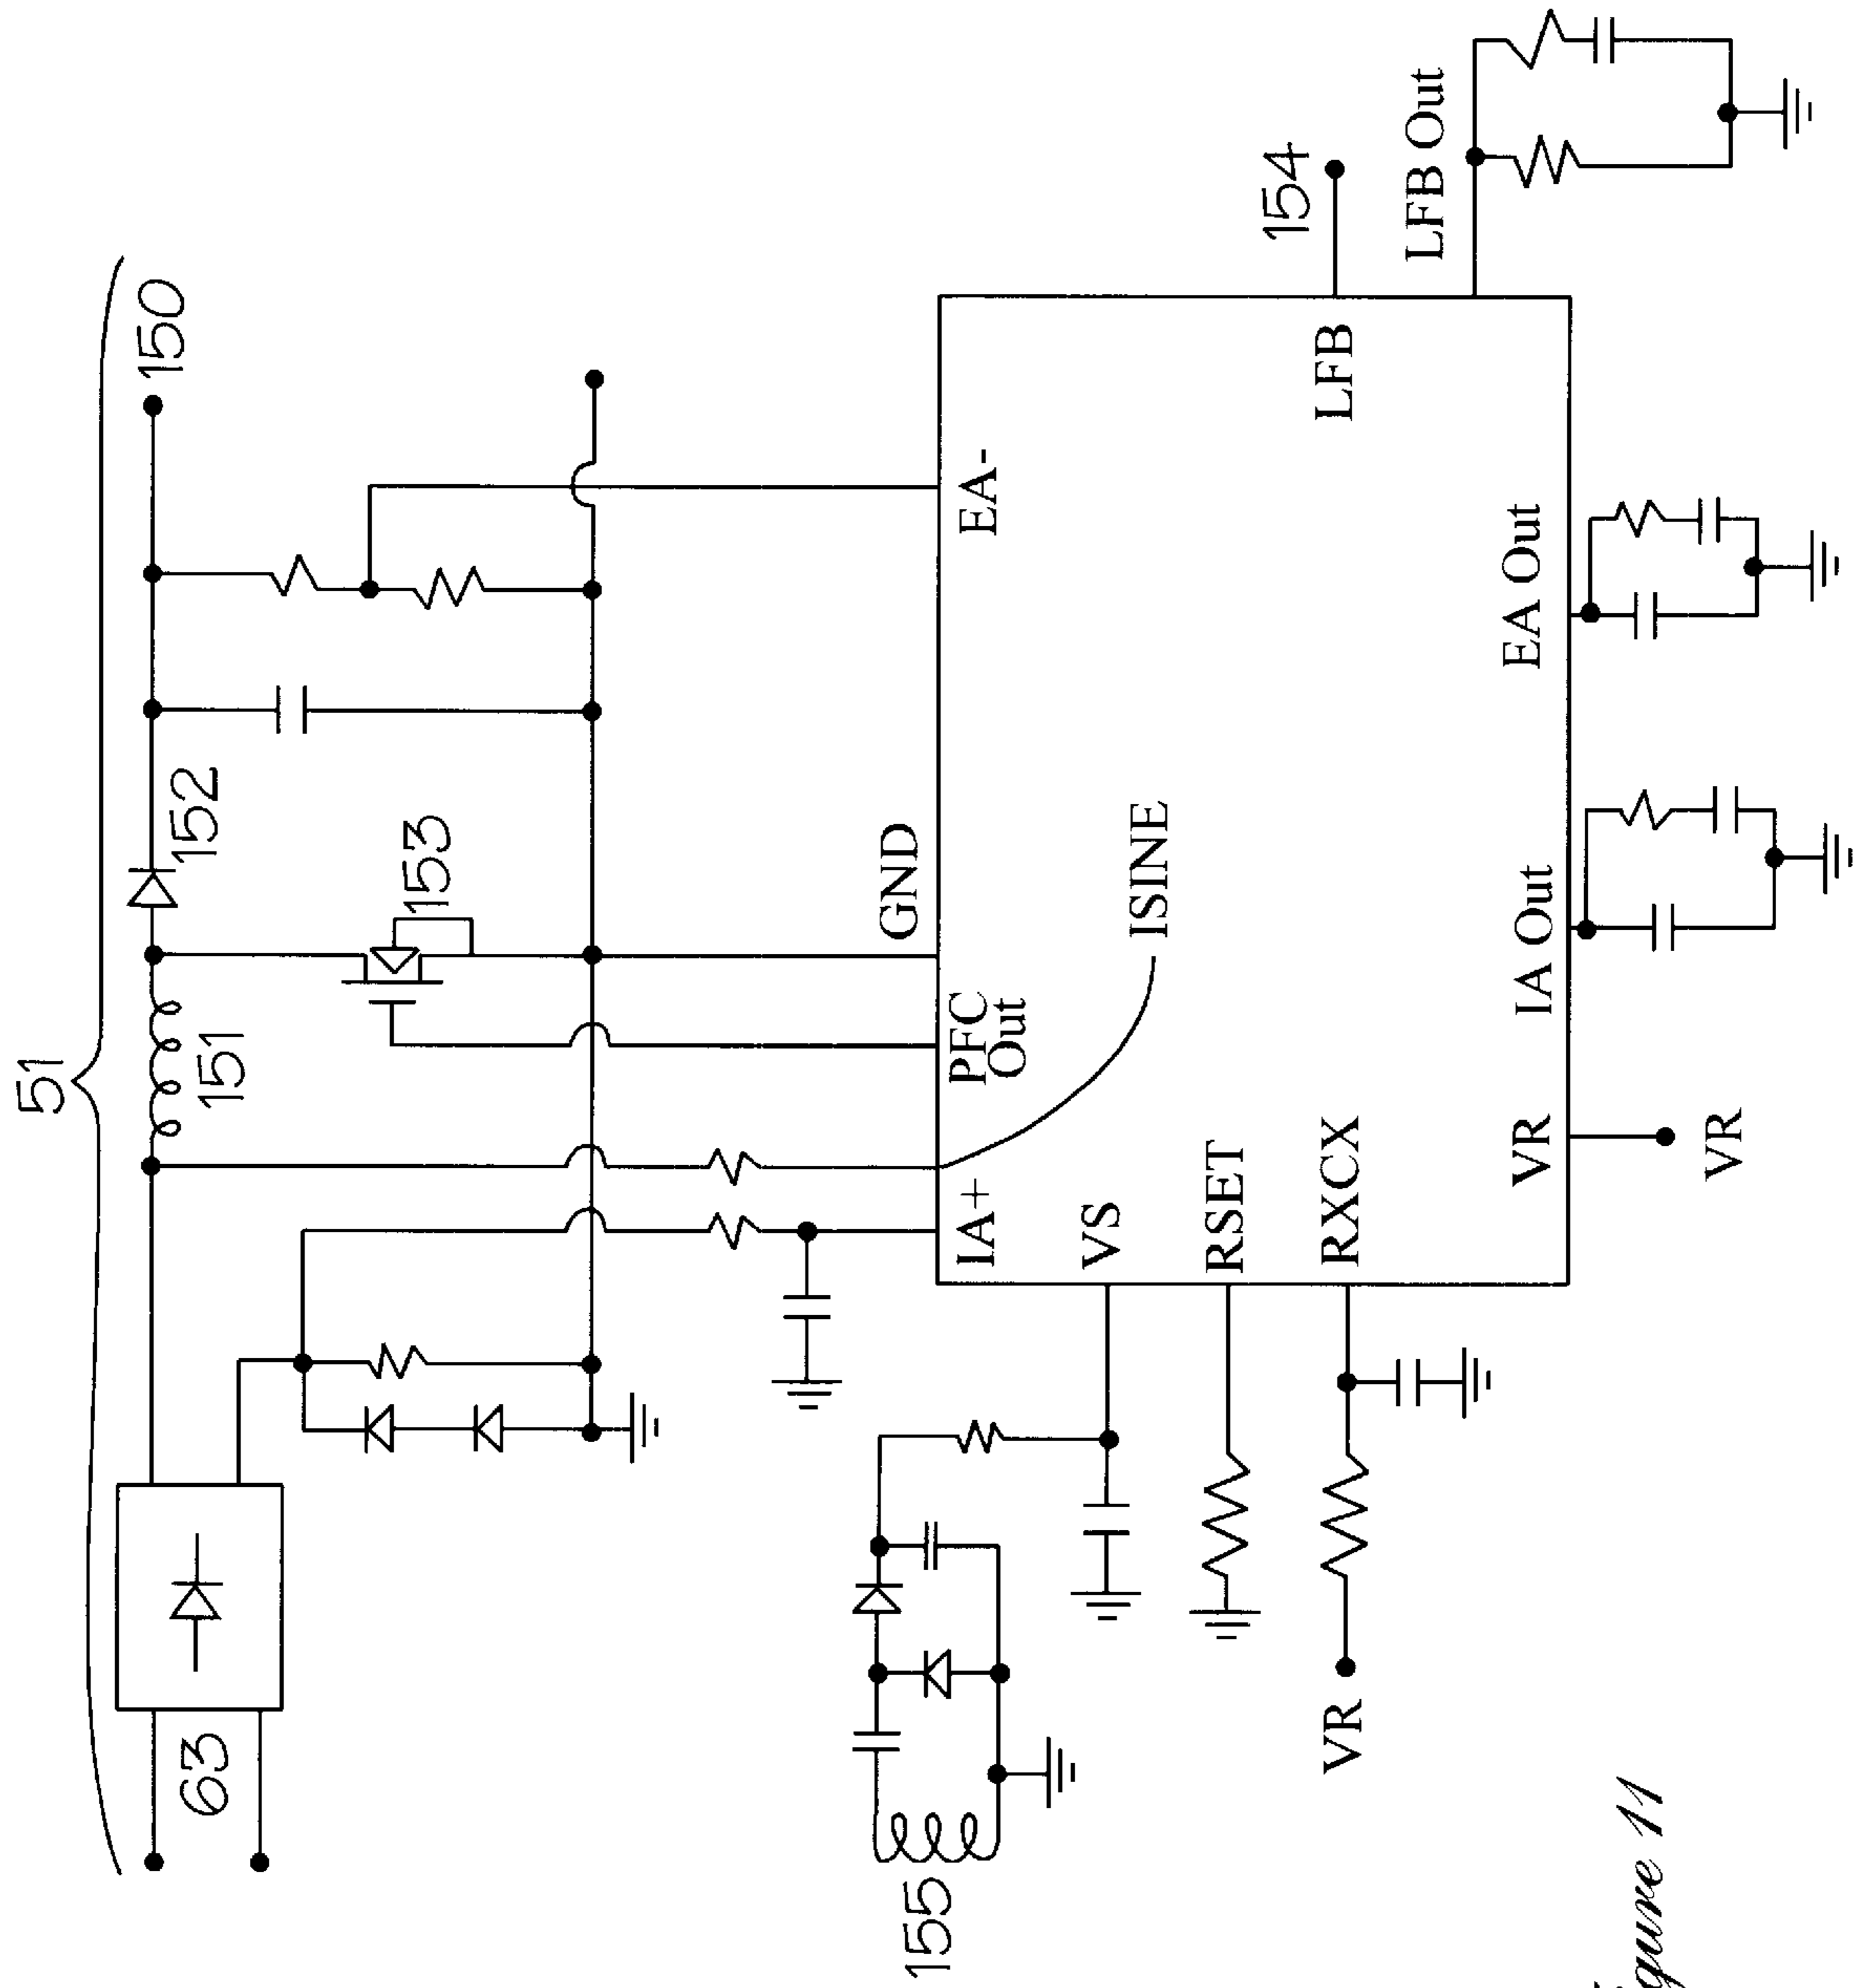 51
150
151
152
153
63
IA+
ISINE
PFC
Out
GND
EA-
154
LFB
LFB Out
VS
RSET
RXCX
VR
VR
IA Out
EA Out
155
VR
11